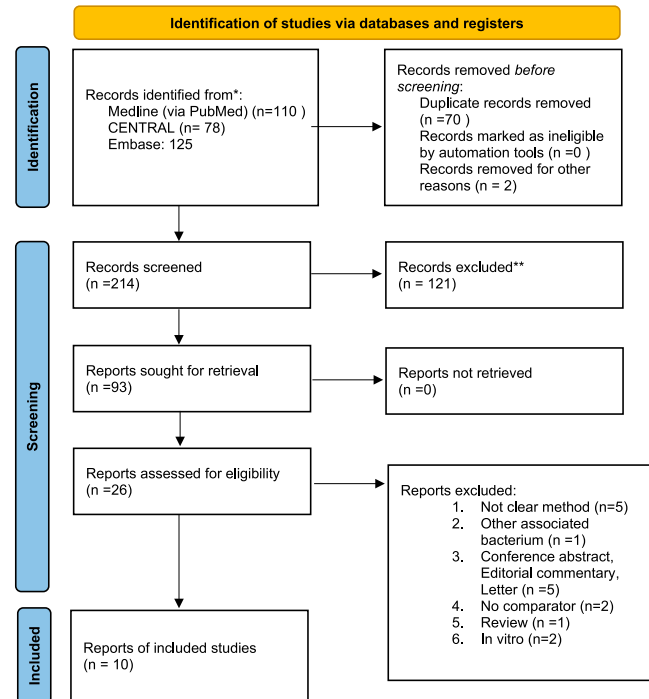 Identification of studies via databases and registers
Identification
Records identified from*:
Medline (via PubMed) (n=110 )
CENTRAL (n= 78)
Embase: 125
Records removed before
screening:
Duplicate records removed
(n =70 )
Records marked as ineligible
by automation tools (n =0 )
Records removed for other
reasons (n = 2)
Screening
Records screened
(n =214)
Records excluded**
(n = 121)
Reports sought for retrieval
(n =93)
Reports not retrieved
(n =0)
Reports assessed for eligibility
(n =26)
Reports excluded:
1. Not clear method (n=5)
2. Other associated
bacterium (n =1)
3. Conference abstract,
Editorial commentary,
Letter (n =5)
4. No comparator (n=2)
5. Review (n =1)
6. In vitro (n=2)
Included
Reports of included studies
(n = 10)